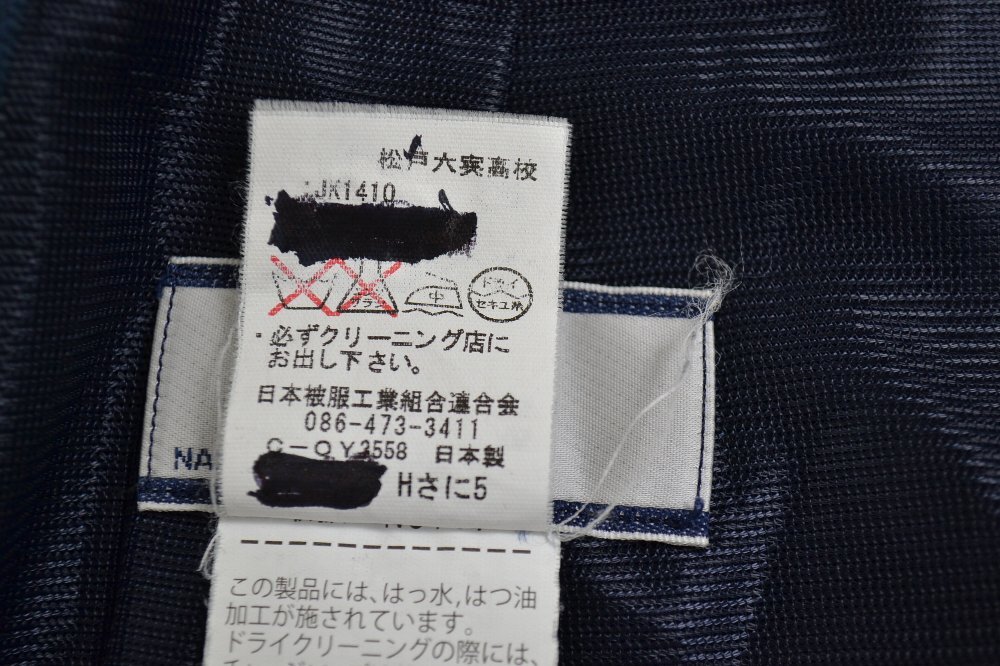 松戸六実高校
JK1410
ドライ
セキユ系
中
・必ずクリーニング店に
お出し下さい。
日本被服工業組合連合会
086-473-3411
C-QY3558 日本製
Hさに5
NA
この製品には、はっ水,はつ油
加工が施されています。
ドライクリーニングの際には、